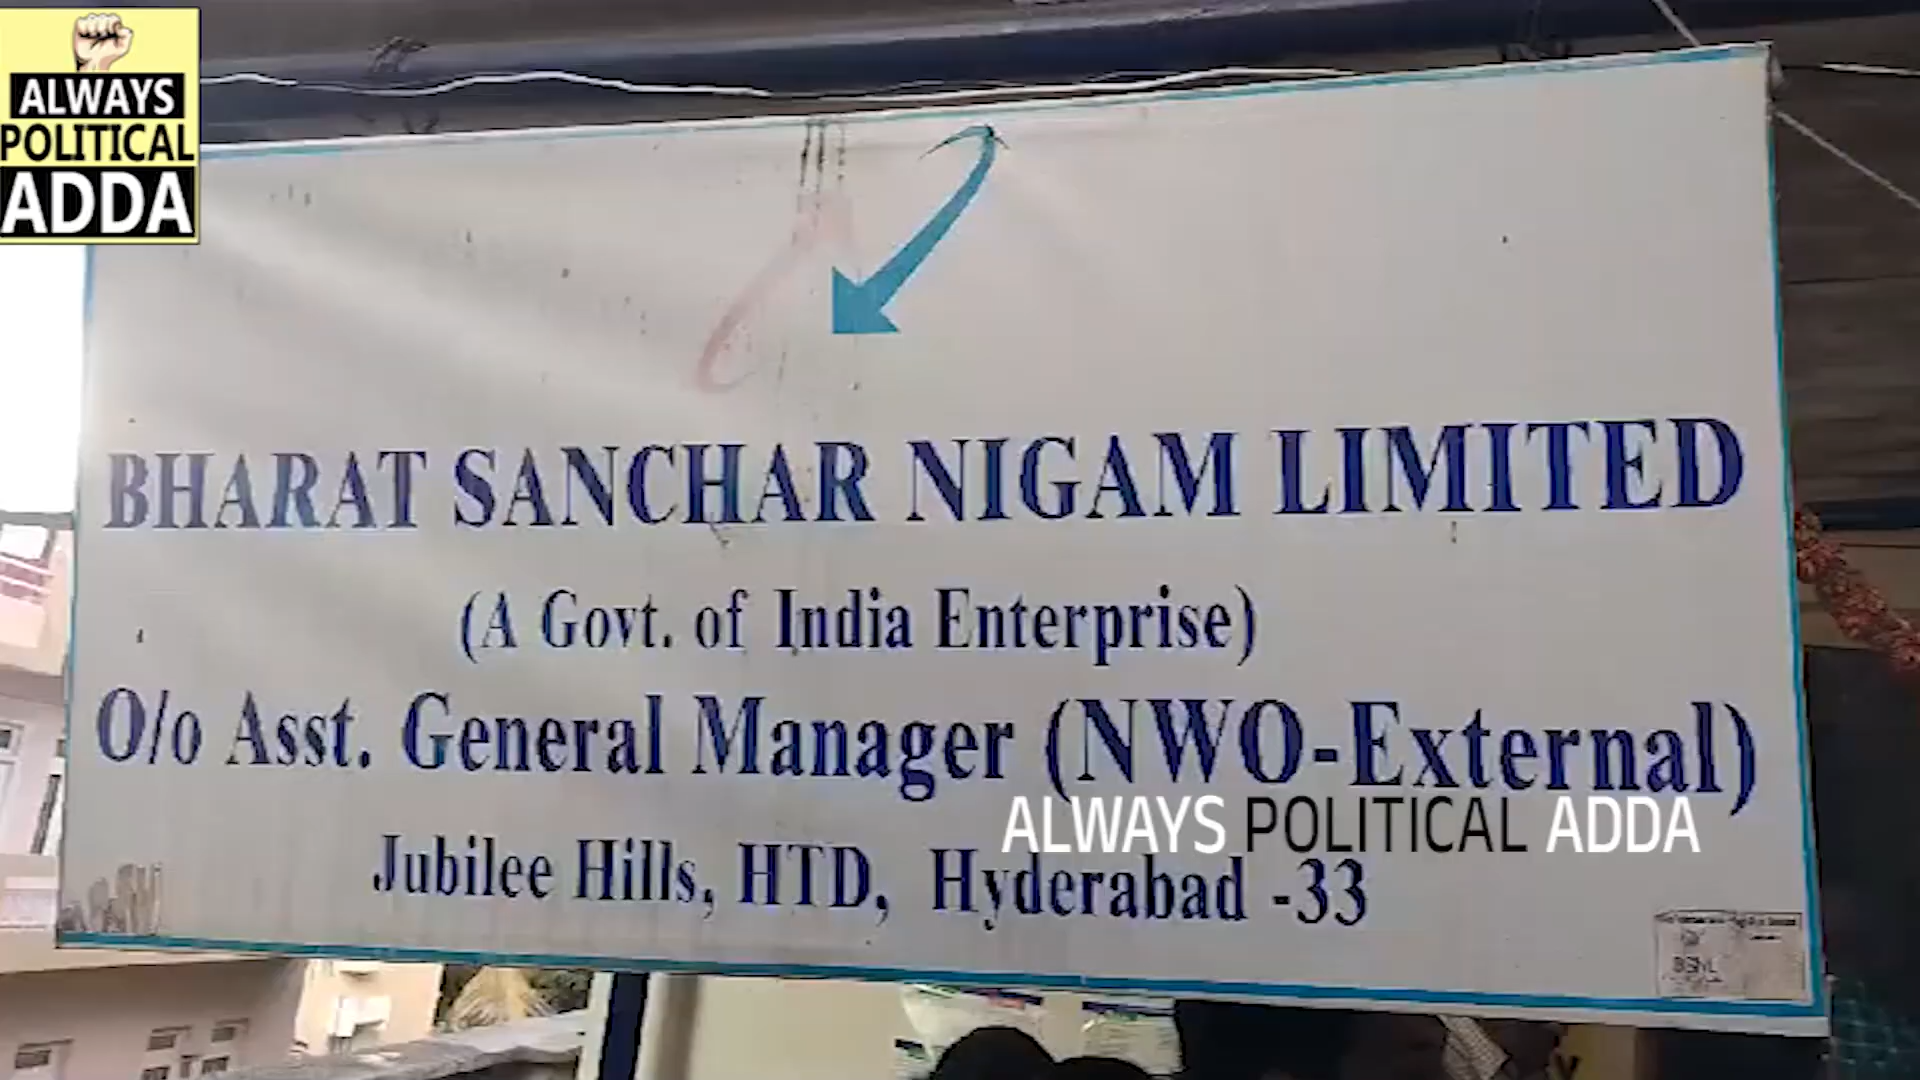 ALWAYS
POLITICAL
ADDA
BHARAT SANCHAR NIGAM LIMITED
(A Govt. of India Enterprise)
O/o Asst. General Manager (NWO-External)
ALWAYS POLITICAL ADDA
Jubilee Hills, HTD, Hyderabad -33
BSNL